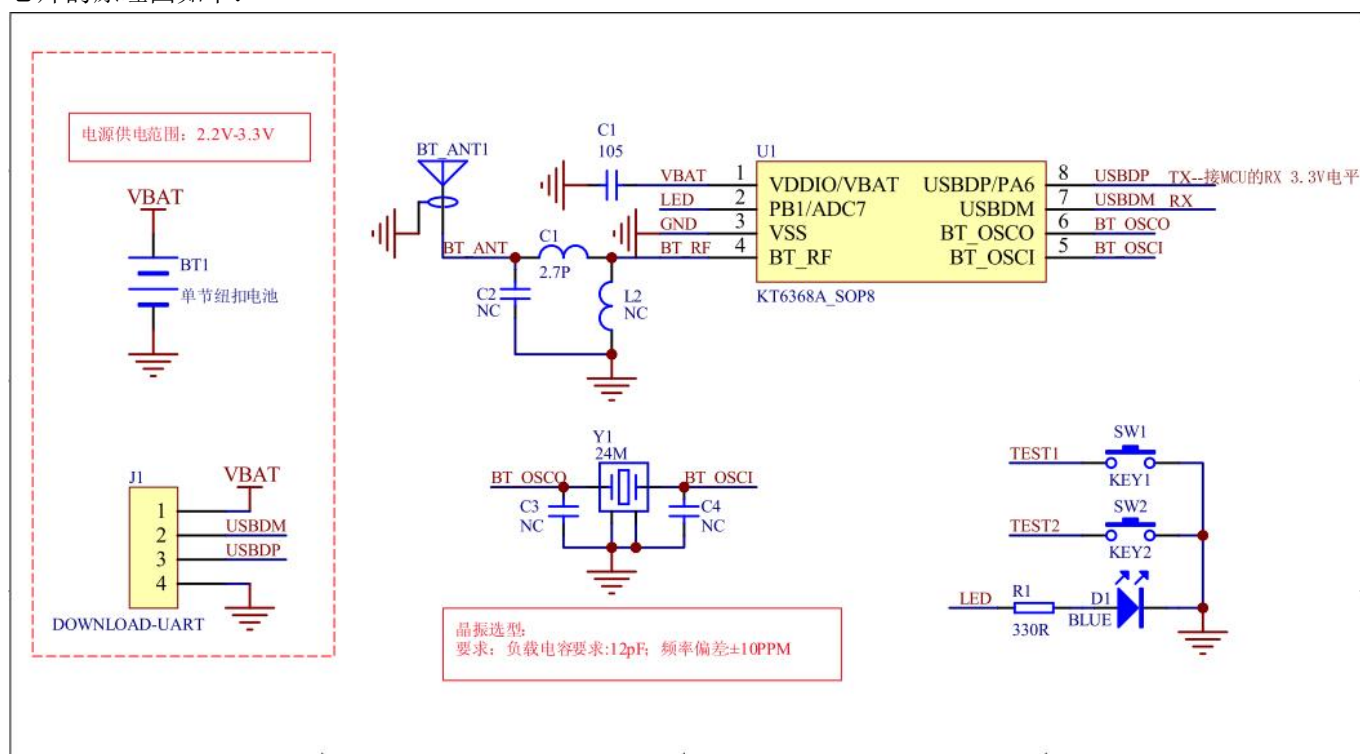 电源供电范围：2.2V-3.3V
VBAT
BT1
单节纽扣电池
J1
VBAT
1
2 USBDM
3 USBDP
4
DOWNLOAD-UART
BT_ANT1
C1
105
BT_ANT
C1
2.7P
C2
NC
L2
NC
U1
VBAT 1 VDDIO/VBAT USBDP/PA6 8 USBDP TX--接MCU的RX 3.3V电平
LED 2 PB1/ADC7 USBDM 7 USBDM RX
GND 3 VSS BT_OSCO 6 BT_OSCO
BT_RF 4 BT_RF BT_OSCI 5 BT_OSCI
KT6368A_SOP8
Y1
24M
BT_OSCO BT_OSCI
C3
NC
C4
NC
晶振选型:
要求：负载电容要求:12pF；频率偏差±10PPM
SW1
TEST1
KEY1
SW2
TEST2
KEY2
LED R1 D1
330R BLUE